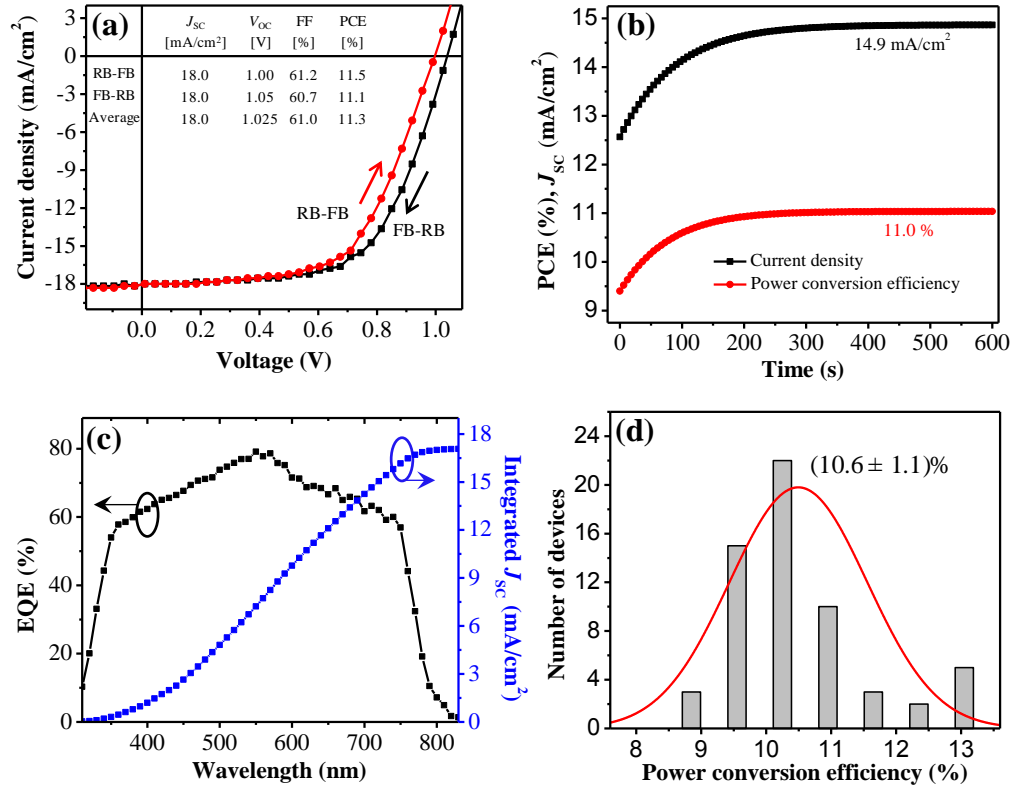 (a)
J_SC V_OC FF PCE
[mA/cm²] [V] [%] [%]
RB-FB 18.0 1.00 61.2 11.5
FB-RB 18.0 1.05 60.7 11.1
Average 18.0 1.025 61.0 11.3
RB-FB
FB-RB
3
0
-3
-6
-9
-12
-15
-18
Current density (mA/cm²)
0.0 0.2 0.4 0.6 0.8 1.0
Voltage (V)
(b)
14.9 mA/cm²
11.0 %
Current density
Power conversion efficiency
15
14
13
12
11
10
9
PCE (%), J_SC (mA/cm²)
0 100 200 300 400 500 600
Time (s)
(c)
80
60
40
20
0
EQE (%)
18
15
12
9
6
3
0
Integrated J_SC (mA/cm²)
400 500 600 700 800
Wavelength (nm)
(d)
(10.6 ± 1.1)%
24
20
16
12
8
4
0
Number of devices
8 9 10 11 12 13
Power conversion efficiency (%)